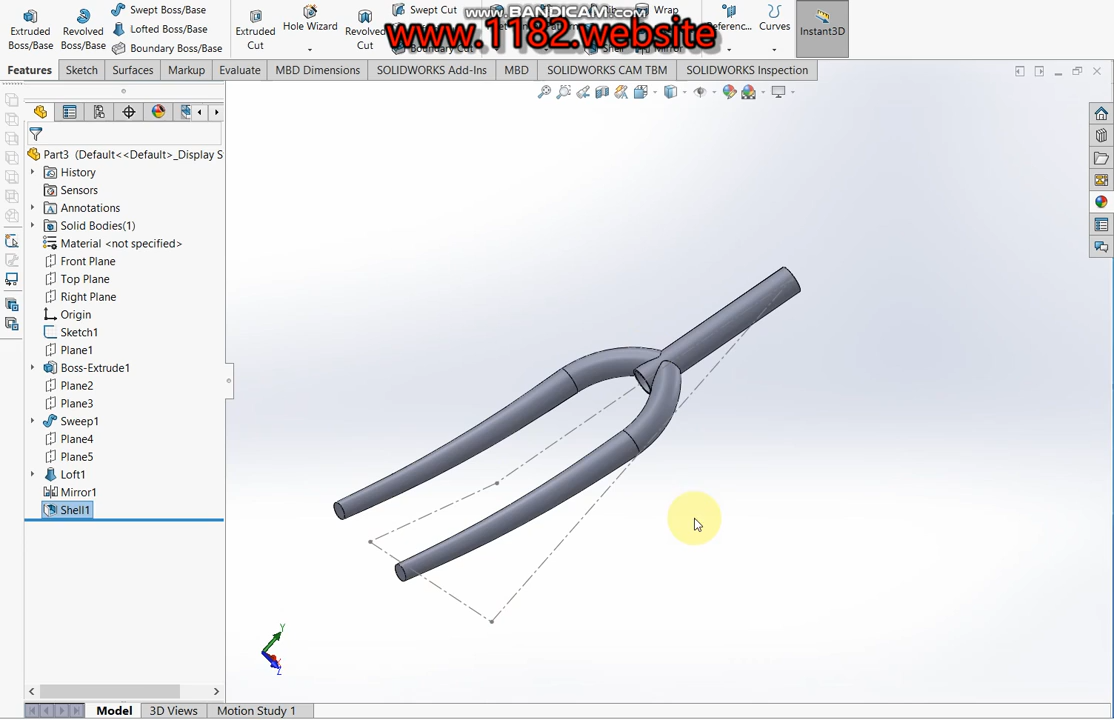 Swept Boss/Base
Lofted Boss/Base
Boundary Boss/Base
Extruded Boss/Base
Revolved Boss/Base
Extruded Cut
Hole Wizard
Revolved Cut
Swept Cut
Wrap
Curves
Instant3D
www.BANDICAM.com
www.1182.website
Features Sketch Surfaces Markup Evaluate MBD Dimensions SOLIDWORKS Add-Ins MBD SOLIDWORKS CAM TBM SOLIDWORKS Inspection
Part3 (Default<<Default>_Display S
History
Sensors
Annotations
Solid Bodies(1)
Material <not specified>
Front Plane
Top Plane
Right Plane
Origin
Sketch1
Plane1
Boss-Extrude1
Plane2
Plane3
Sweep1
Plane4
Plane5
Loft1
Mirror1
Shell1
Y
Z
Model 3D Views Motion Study 1